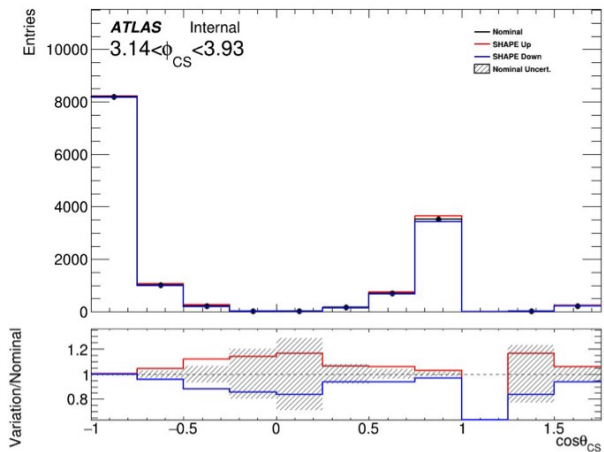 Entries
ATLAS Internal
3.14<ϕCS<3.93
Nominal
SHAPE Up
SHAPE Down
Nominal Uncert.
10000
8000
6000
4000
2000
0
Variation/Nominal
1.2
1
0.8
−1 −0.5 0 0.5 1 1.5
cosθCS